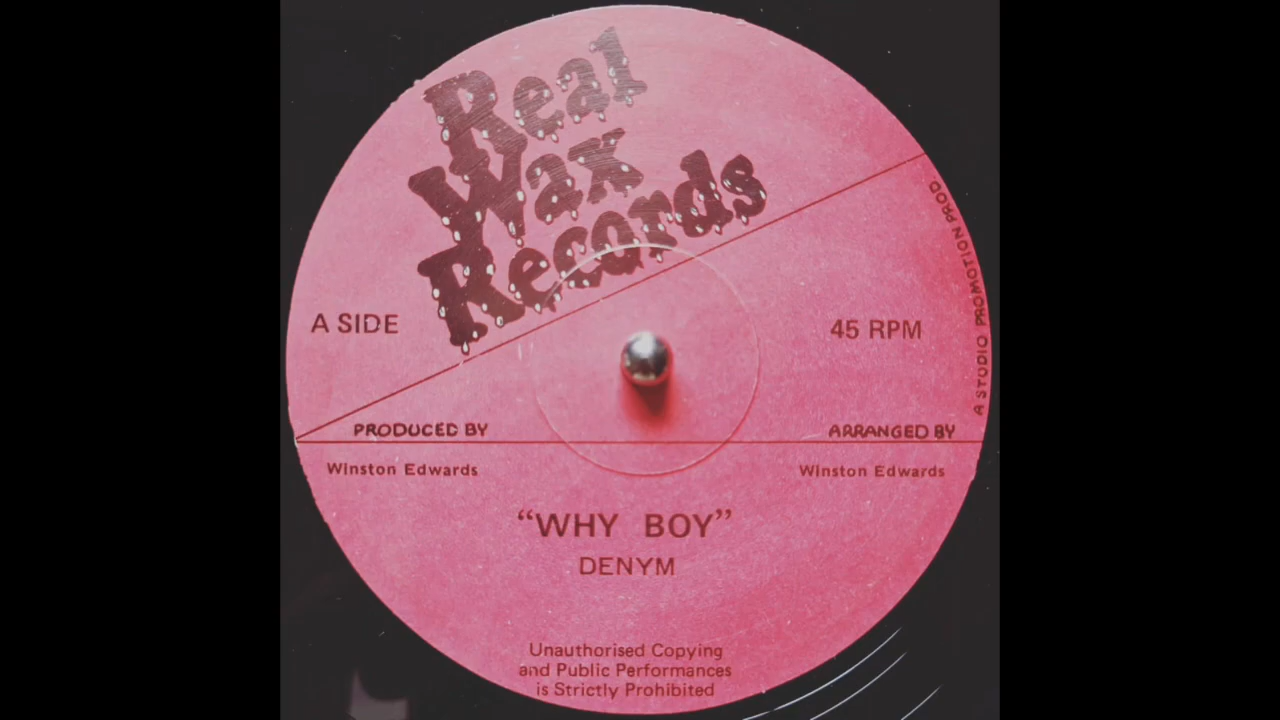 Real
Wax
Records
A SIDE
45 RPM
A STUDIO PROMOTION PROD
PRODUCED BY
ARRANGED BY
Winston Edwards
Winston Edwards
“WHY BOY”
DENYM
Unauthorised Copying
and Public Performances
is Strictly Prohibited